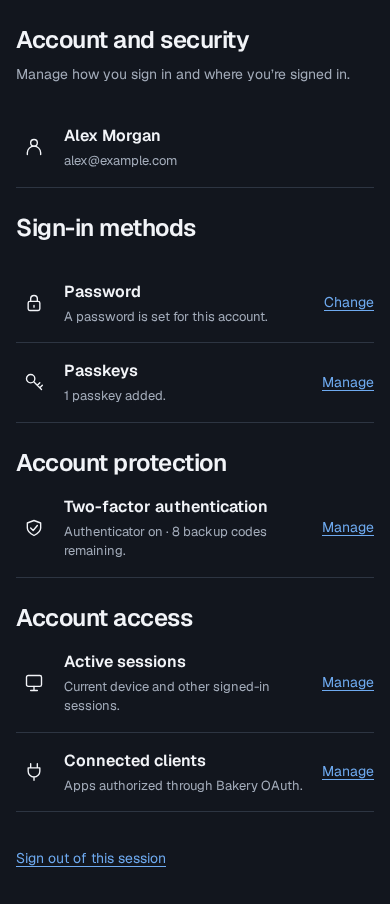 Account and security
Manage how you sign in and where you're signed in.
Alex Morgan
alex@example.com
Sign-in methods
Password
A password is set for this account.
Change
Passkeys
1 passkey added.
Manage
Account protection
Two-factor authentication
Authenticator on · 8 backup codes
remaining.
Manage
Account access
Active sessions
Current device and other signed-in
sessions.
Manage
Connected clients
Apps authorized through Bakery OAuth.
Manage
Sign out of this session